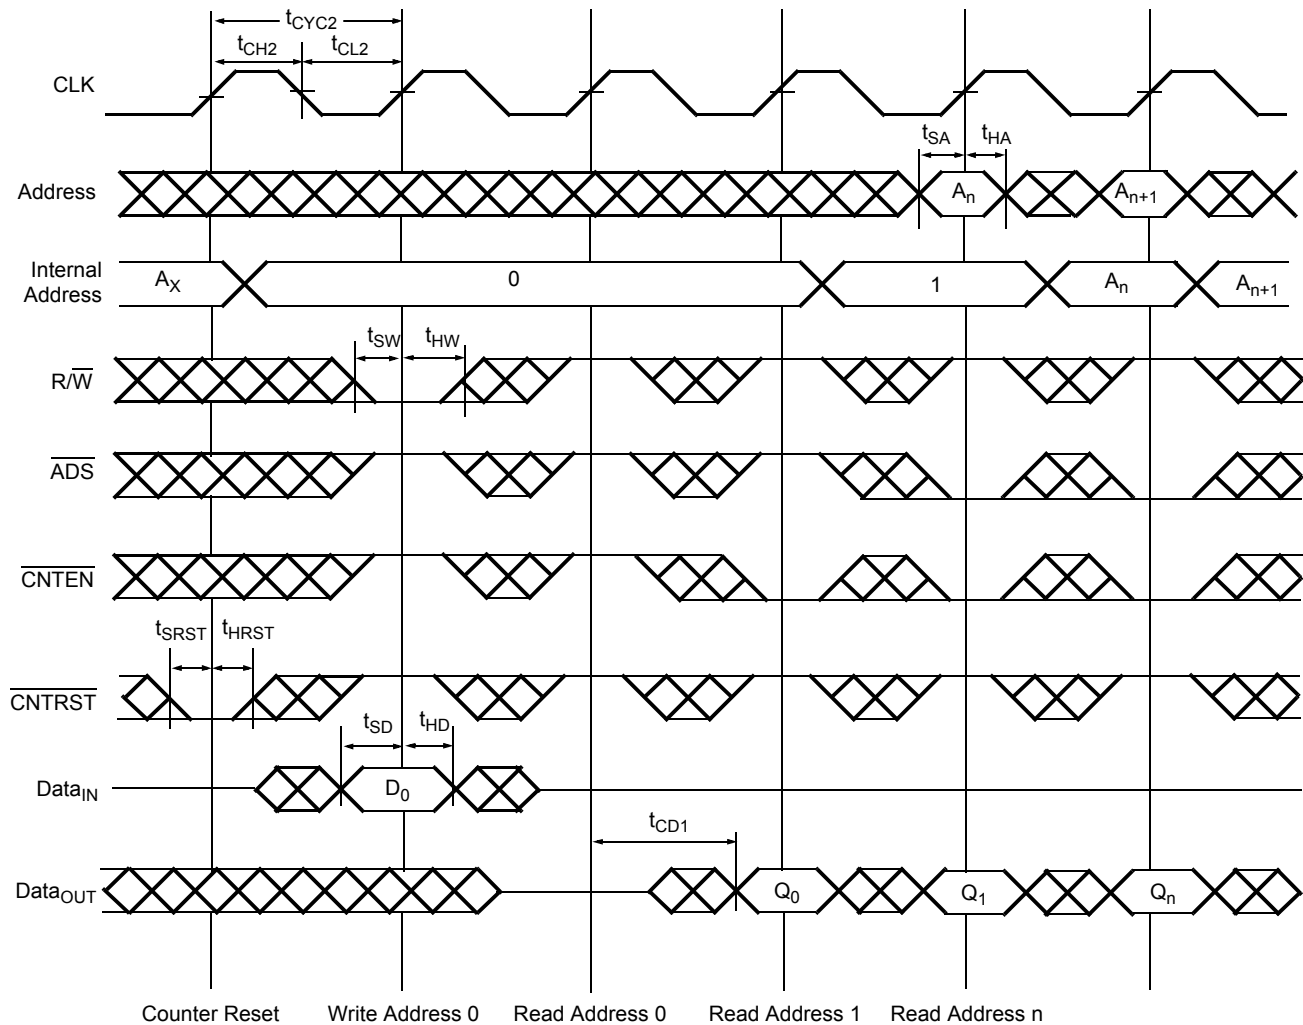 tCYC2
tCH2 tCL2
CLK
tSA tHA
Address An An+1
Internal Address AX 0 1 An An+1
tSW tHW
R/W
ADS
CNTEN
tSRST tHRST
CNTRST
tSD tHD
DataIN D0
tCD1
DataOUT Q0 Q1 Qn
Counter Reset Write Address 0 Read Address 0 Read Address 1 Read Address n